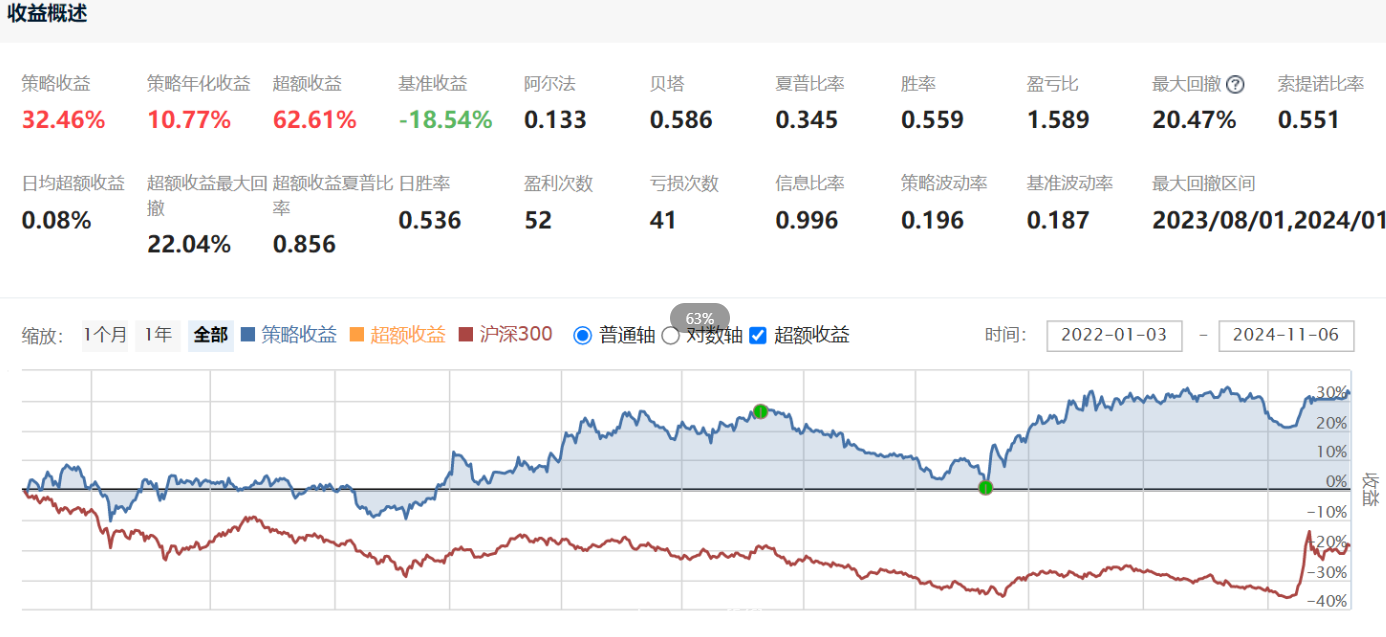 收益概述
策略收益 策略年化收益 超额收益 基准收益 阿尔法 贝塔 夏普比率 胜率 盈亏比 最大回撤 ? 索提诺比率
32.46% 10.77% 62.61% -18.54% 0.133 0.586 0.345 0.559 1.589 20.47% 0.551
日均超额收益 超额收益最大回撤 超额收益夏普比率 日胜率 盈利次数 亏损次数 信息比率 策略波动率 基准波动率 最大回撤区间
0.08% 22.04% 0.856 0.536 52 41 0.996 0.196 0.187 2023/08/01,2024/01
63%
缩放: 1个月 1年 全部 策略收益 超额收益 沪深300 普通轴 对数轴 超额收益 时间: 2022-01-03 - 2024-11-06
30%
20%
10%
0%
-10%
-20%
-30%
-40%
收益